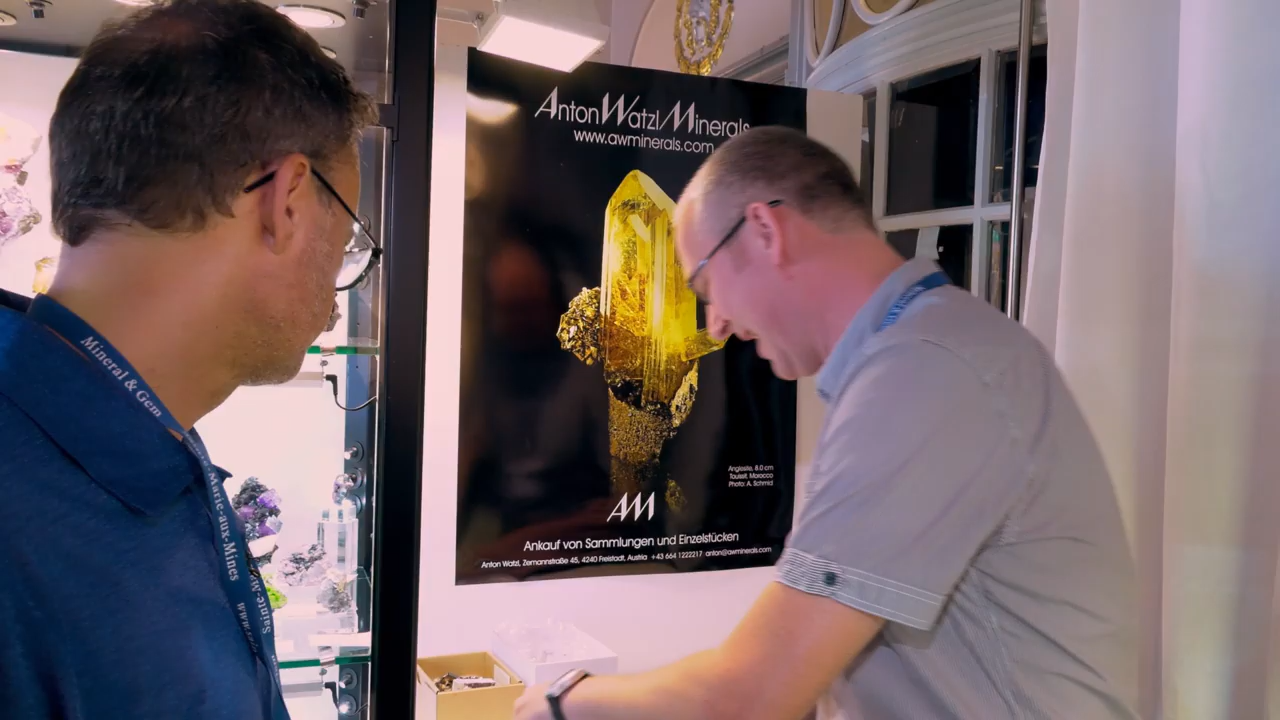 Anton Watzl Minerals
www.awminerals.com
Anglesite, 8.0 cm
Touissit, Morocco
Photo: A. Schmid
AM
Ankauf von Sammlungen und Einzelstücken
Anton Watzl, Zemannstraße 45, 4240 Freistadt, Austria +43 664 1222217 anton@awminerals.com
Mineral & Gem
Sainte-Marie-aux-Mines
Sainte-M